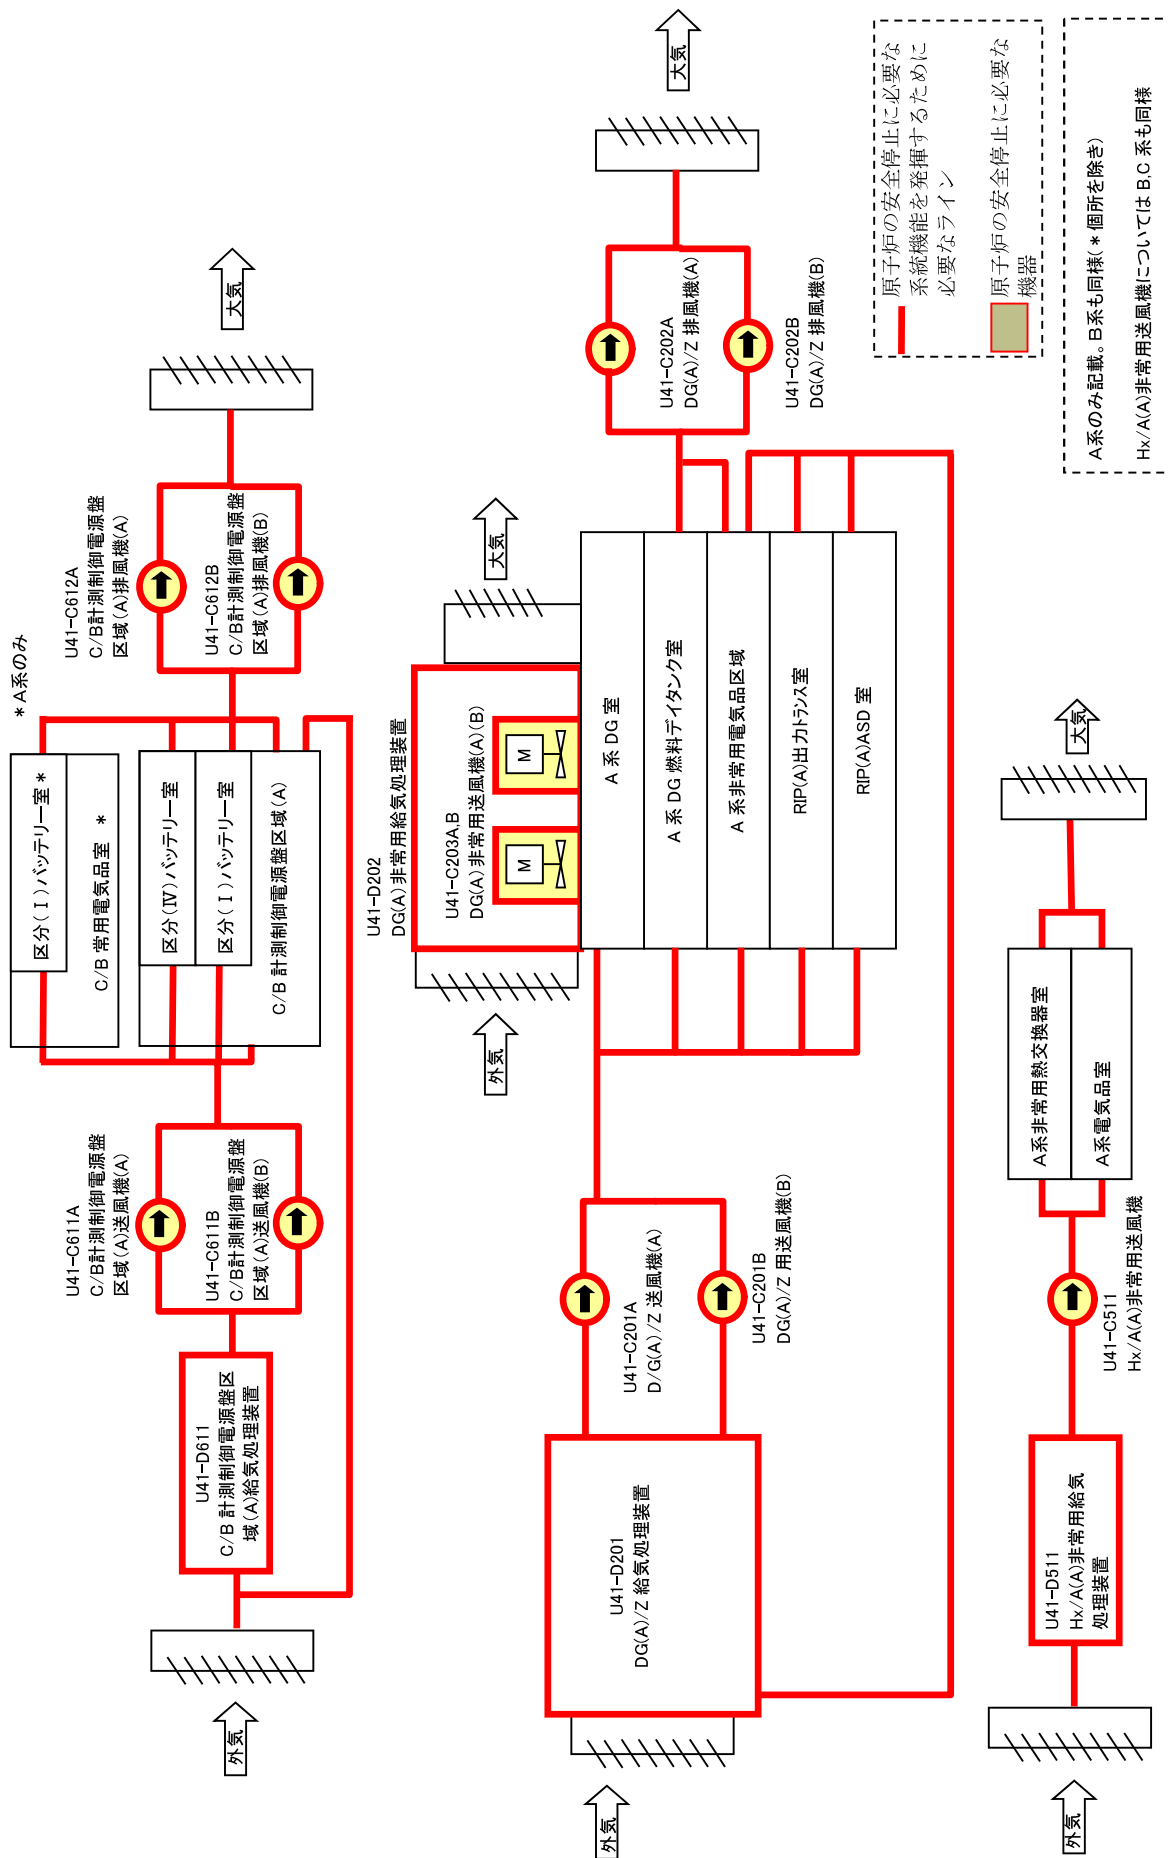 外気
U41-D611
C/B 計測制御電源盤区
域(A)給気処理装置
U41-C611A
C/B計測制御電源盤
区域(A)送風機(A)
U41-C611B
C/B計測制御電源盤
区域(A)送風機(B)
区分(Ⅰ)バッテリー室*
C/B 常用電気品室 *
区分(Ⅳ)バッテリー室
区分(Ⅰ)バッテリー室
C/B 計測制御電源盤区域(A)
*A系のみ
U41-C612A
C/B計測制御電源盤
区域(A)排風機(A)
U41-C612B
C/B計測制御電源盤
区域(A)排風機(B)
大気
U41-D202
DG(A)非常用給気処理装置
U41-C203A,B
DG(A)非常用送風機(A)(B)
M
M
外気
大気
外気
U41-D201
DG(A)/Z 給気処理装置
U41-C201A
D/G(A)/Z 送風機(A)
U41-C201B
DG(A)/Z 用送風機(B)
A 系 DG 室
A 系 DG 燃料デイタンク室
A 系非常用電気品区域
RIP(A)出力トランス室
RIP(A)ASD 室
U41-C202A
DG(A)/Z 排風機(A)
U41-C202B
DG(A)/Z 排風機(B)
大気
外気
U41-D511
Hx/A(A)非常用給気
処理装置
U41-C511
Hx/A(A)非常用送風機
A系非常用熱交換器室
A系電気品室
大気
原子炉の安全停止に必要な
系統機能を発揮するために
必要なライン
原子炉の安全停止に必要な
機器
A系のみ記載。B系も同様(*個所を除き)
Hx/A(A)非常用送風機については B,C 系も同様